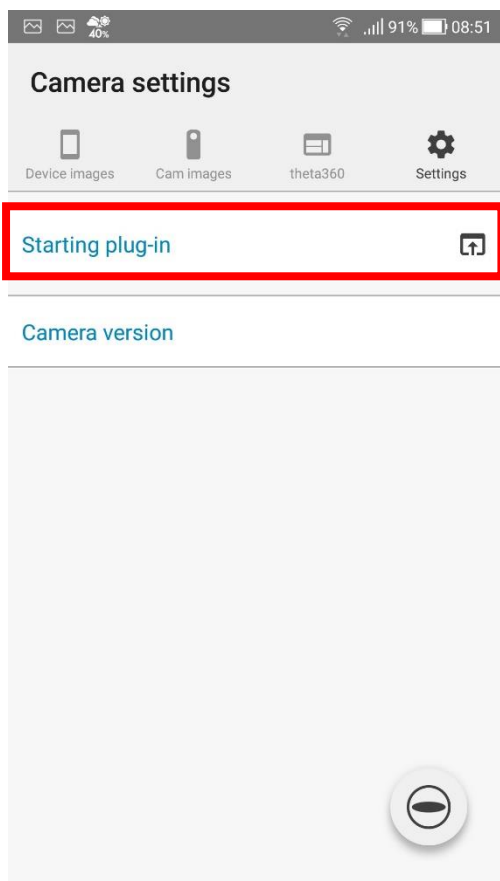 40%
91% 08:51
Camera settings
Device images Cam images theta360 Settings
Starting plug-in
Camera version